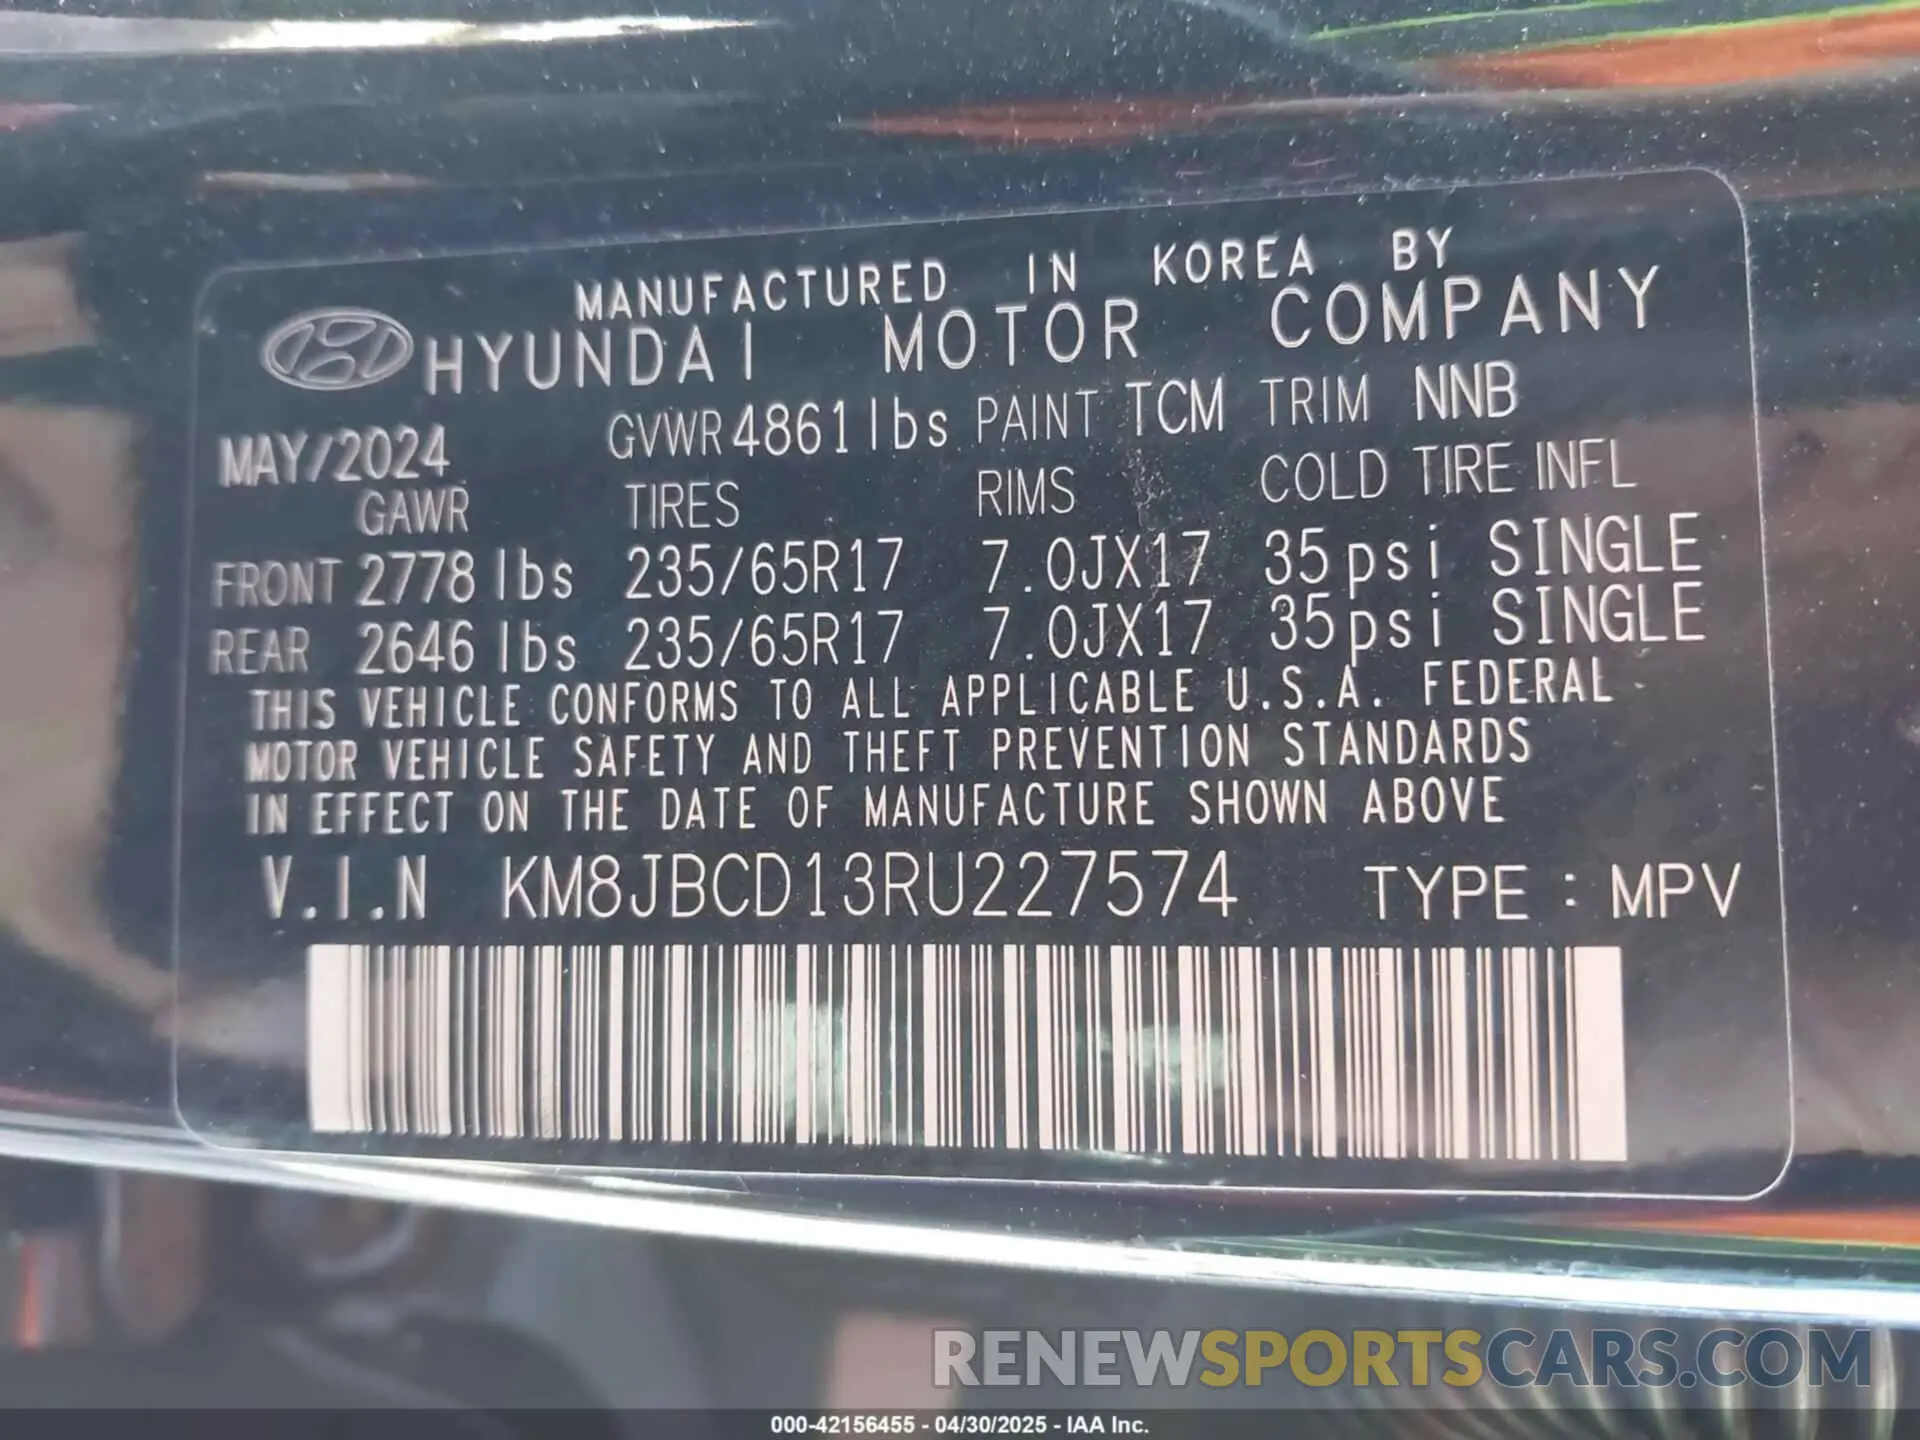 MANUFACTURED IN KOREA BY
HYUNDAI MOTOR COMPANY
MAY/2024 GVWR 4861lbs PAINT TCM TRIM NNB
GAWR TIRES RIMS COLD TIRE INFL
FRONT 2778 lbs 235/65R17 7.0JX17 35psi SINGLE
REAR 2646 lbs 235/65R17 7.0JX17 35psi SINGLE
THIS VEHICLE CONFORMS TO ALL APPLICABLE U.S.A. FEDERAL
MOTOR VEHICLE SAFETY AND THEFT PREVENTION STANDARDS
IN EFFECT ON THE DATE OF MANUFACTURE SHOWN ABOVE
V.I.N KM8JBCD13RU227574 TYPE : MPV
RENEWSPORTSCARS.COM
000-42156455 - 04/30/2025 - IAA Inc.